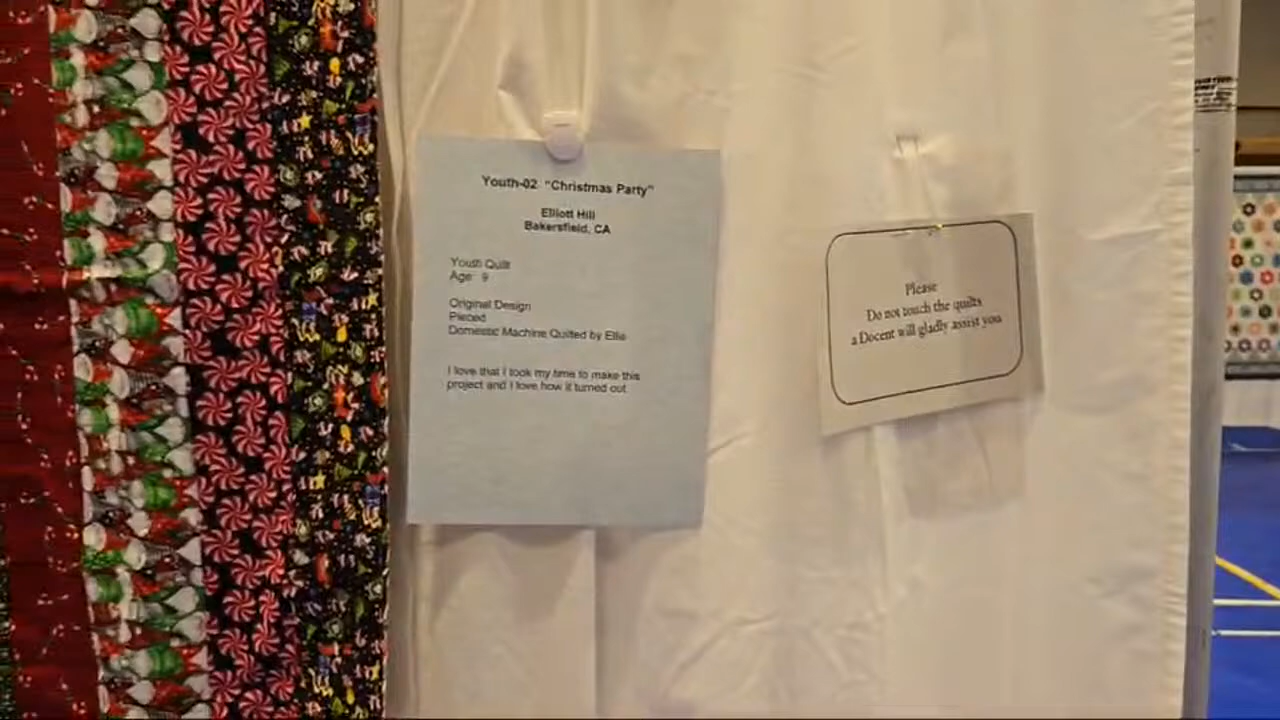 Youth-02 "Christmas Party"
Elliott Hill
Bakersfield, CA
Youth Quilt
Age: 9
Original Design
Pieced
Domestic Machine Quilted by Ellie
I love that I took my time to make this
project and I love how it turned out
Please
Do not touch the quilts
a Docent will gladly assist you